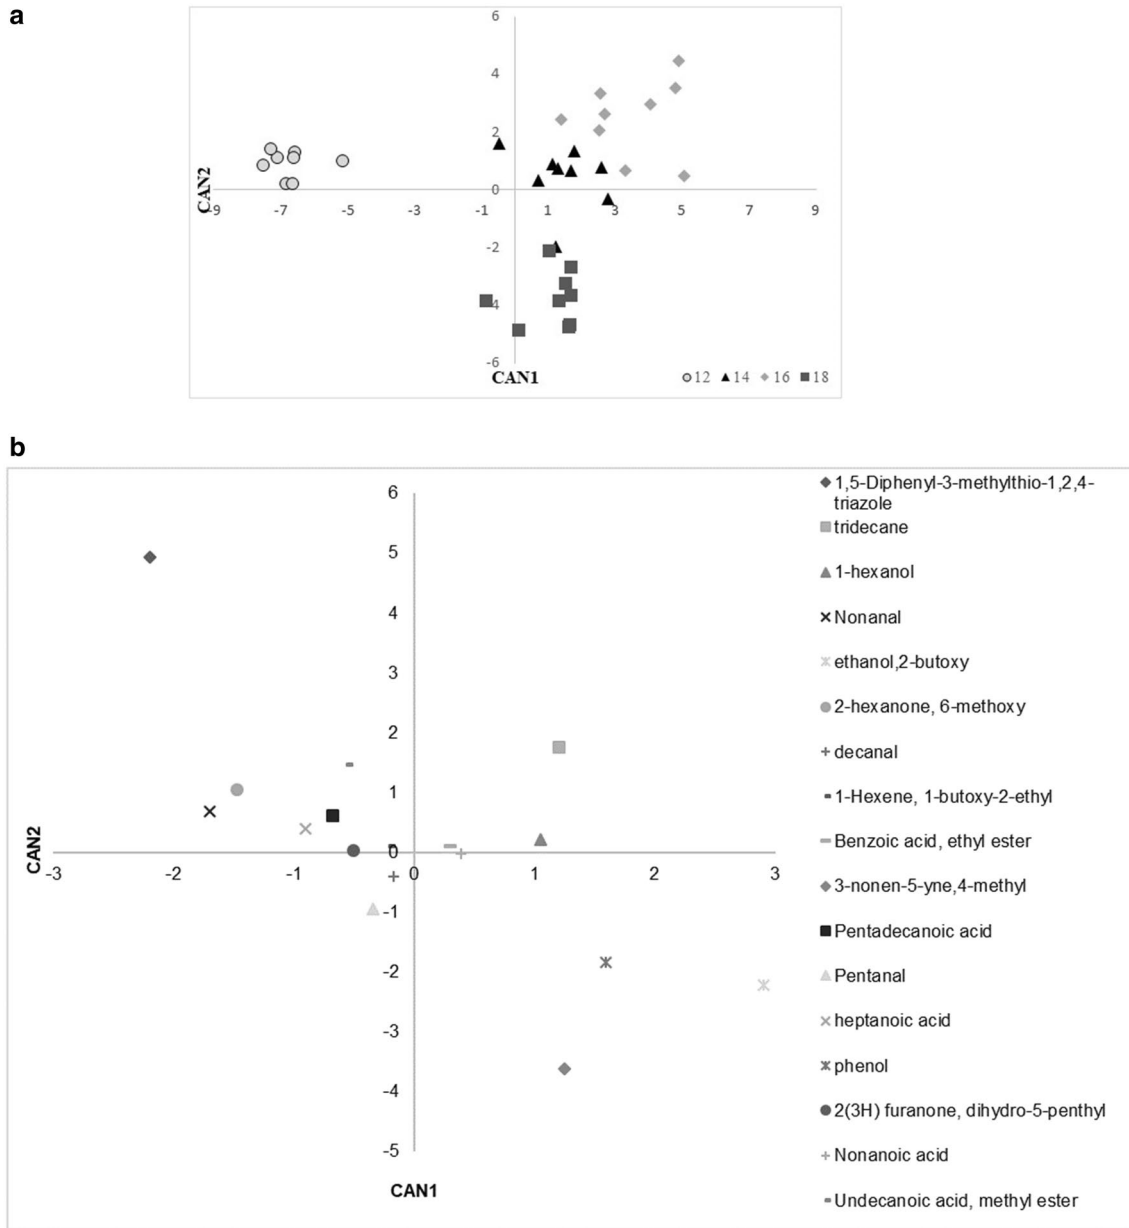 a
6
4
2
0
-9 -7 -5 -3 -1 1 3 5 7 9
-2
-4
-6
CAN2
CAN1
12 14 16 18
b
6
5
4
3
2
1
0
-3 -2 -1 0 1 2 3
-1
-2
-3
-4
-5
CAN2
CAN1
1,5-Diphenyl-3-methylthio-1,2,4-
triazole
tridecane
1-hexanol
Nonanal
ethanol,2-butoxy
2-hexanone, 6-methoxy
decanal
1-Hexene, 1-butoxy-2-ethyl
Benzoic acid, ethyl ester
3-nonen-5-yne,4-methyl
Pentadecanoic acid
Pentanal
heptanoic acid
phenol
2(3H) furanone, dihydro-5-penthyl
Nonanoic acid
Undecanoic acid, methyl ester